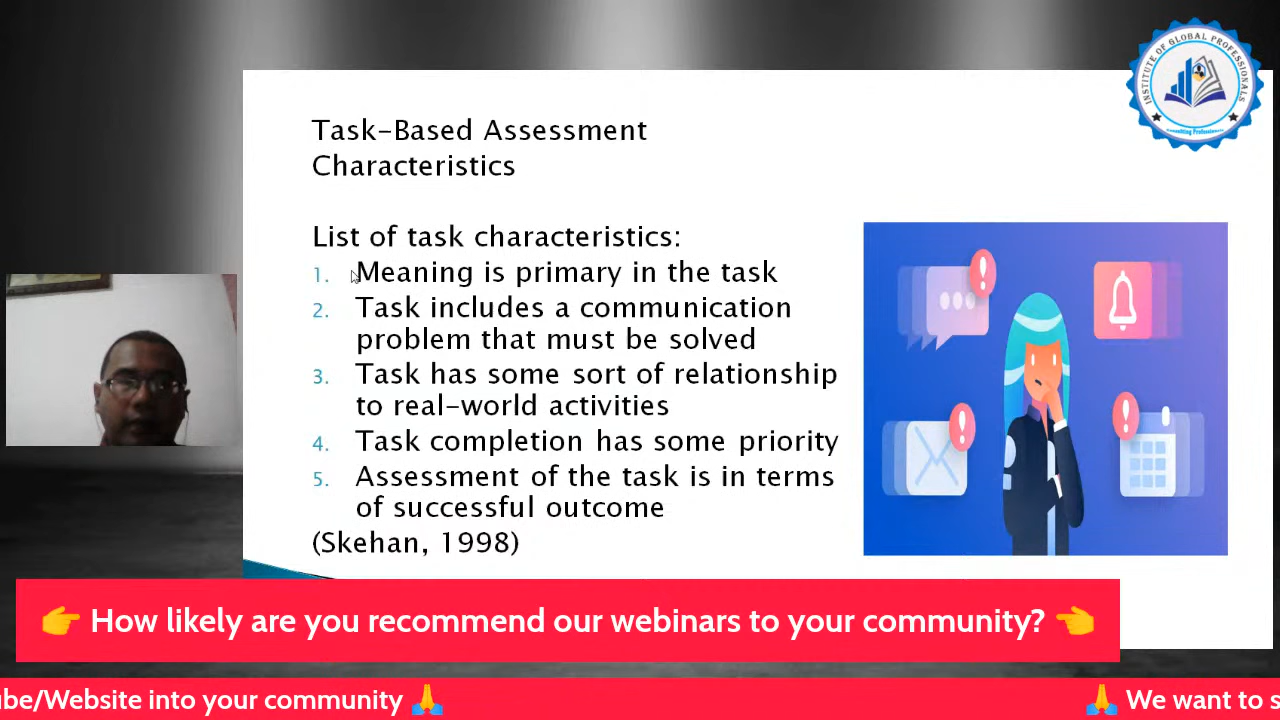 INSTITUTE OF GLOBAL PROFESSIONALS
Consulting Professionals
Task-Based Assessment
Characteristics
List of task characteristics:
1. Meaning is primary in the task
2. Task includes a communication
problem that must be solved
3. Task has some sort of relationship
to real-world activities
4. Task completion has some priority
5. Assessment of the task is in terms
of successful outcome
(Skehan, 1998)
👉 How likely are you recommend our webinars to your community? 👈
be/Website into your community 🙏 🙏 We want to s